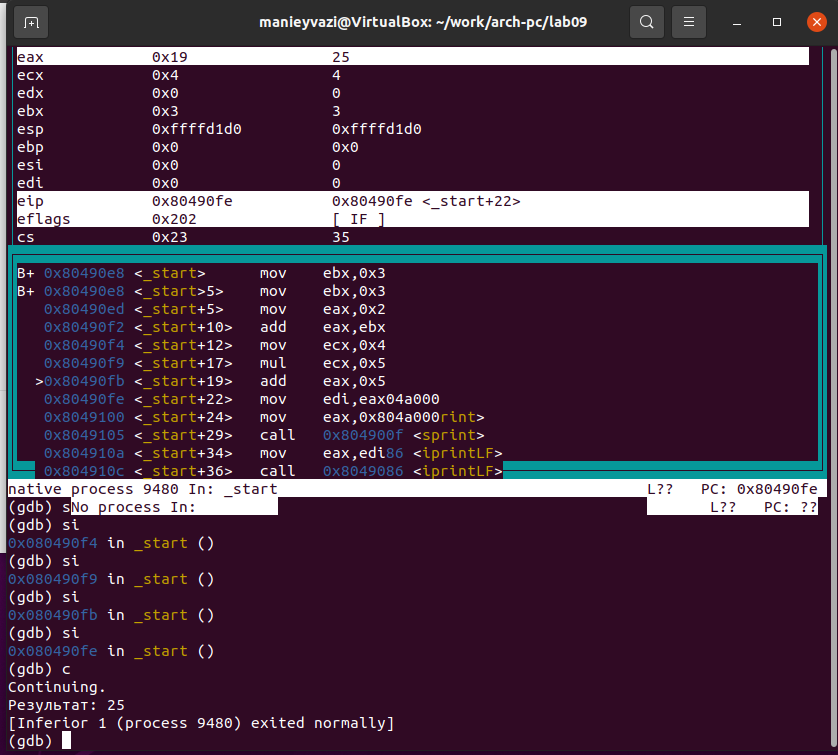 manieyvazi@VirtualBox: ~/work/arch-pc/lab09
eax 0x19 25
ecx 0x4 4
edx 0x0 0
ebx 0x3 3
esp 0xffffd1d0 0xffffd1d0
ebp 0x0 0x0
esi 0x0 0
edi 0x0 0
eip 0x80490fe 0x80490fe <_start+22>
eflags 0x202 [ IF ]
cs 0x23 35
B+ 0x80490e8 <_start> mov ebx,0x3
B+ 0x80490e8 <_start>5> mov ebx,0x3
0x80490ed <_start+5> mov eax,0x2
0x80490f2 <_start+10> add eax,ebx
0x80490f4 <_start+12> mov ecx,0x4
0x80490f9 <_start+17> mul ecx,0x5
>0x80490fb <_start+19> add eax,0x5
0x80490fe <_start+22> mov edi,eax04a000
0x8049100 <_start+24> mov eax,0x804a000rint>
0x8049105 <_start+29> call 0x804900f <sprint>
0x804910a <_start+34> mov eax,edi86 <iprintLF>
0x804910c <_start+36> call 0x8049086 <iprintLF>
native process 9480 In: _start L?? PC: 0x80490fe
(gdb) sNo process In: L?? PC: ??
(gdb) si
0x080490f4 in _start ()
(gdb) si
0x080490f9 in _start ()
(gdb) si
0x080490fb in _start ()
(gdb) si
0x080490fe in _start ()
(gdb) c
Continuing.
Результат: 25
[Inferior 1 (process 9480) exited normally]
(gdb)